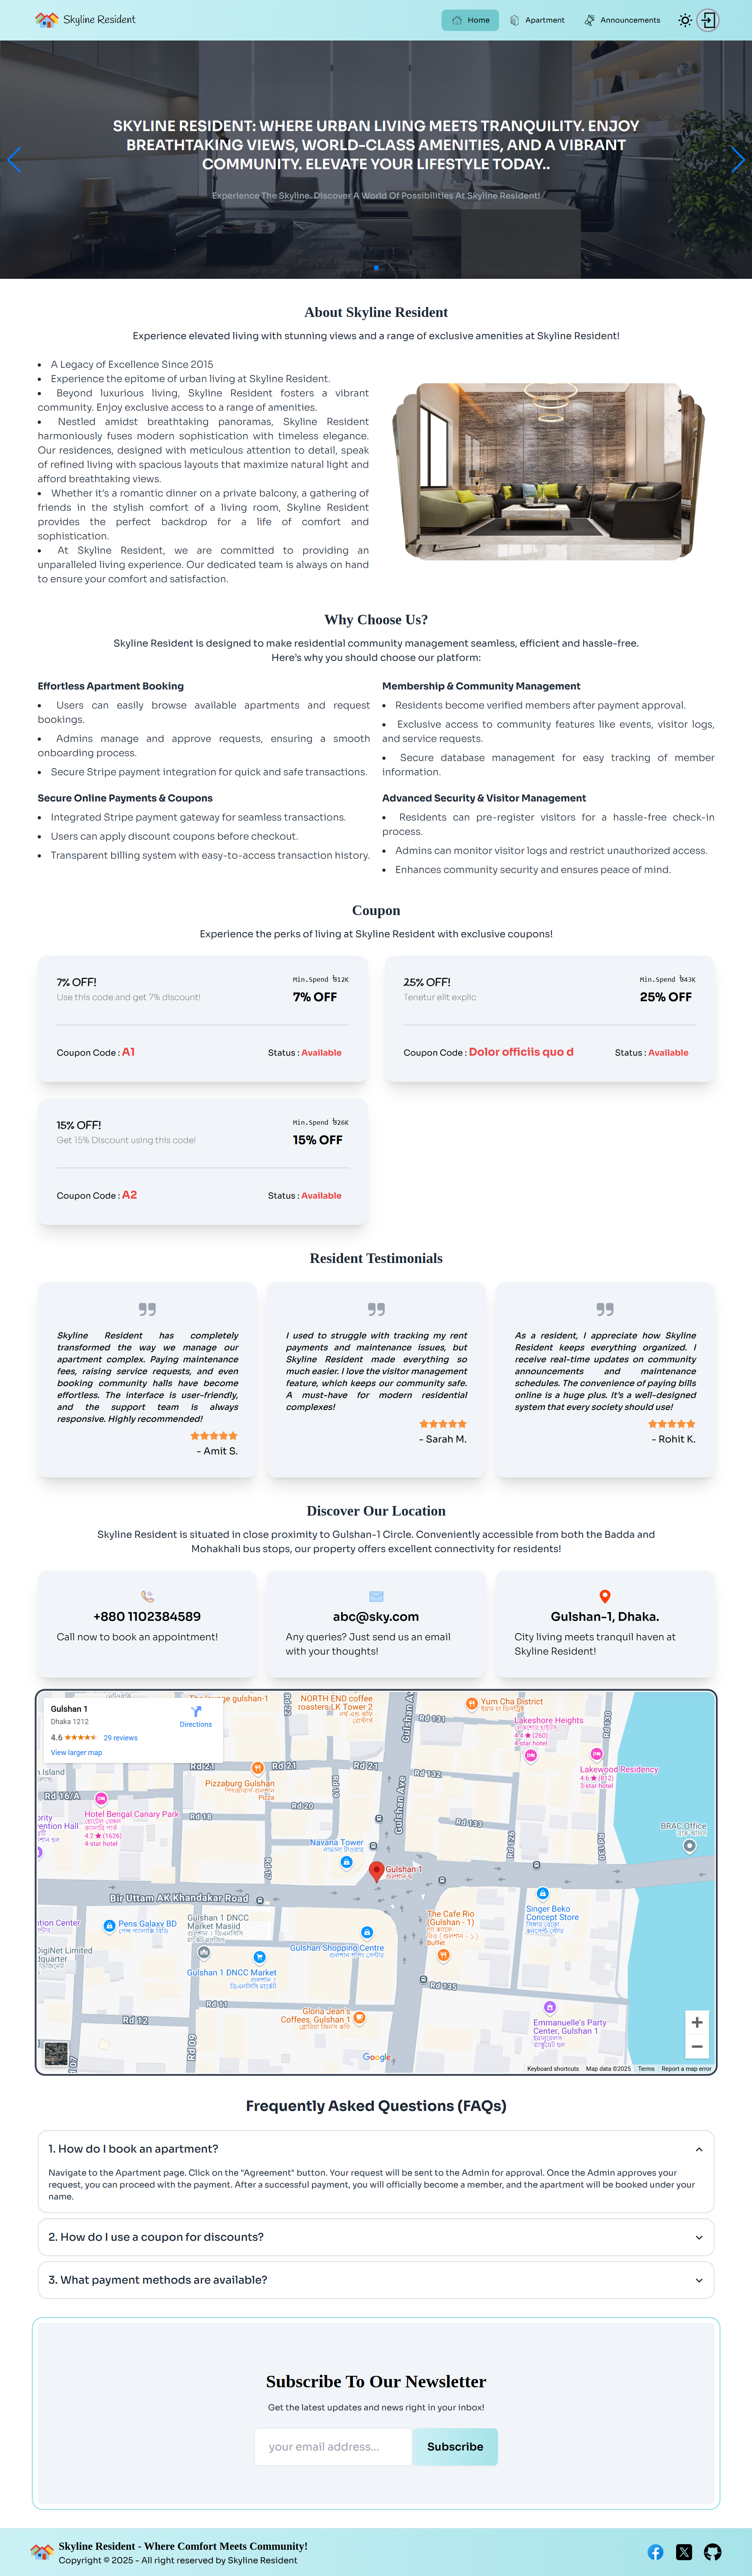 Skyline Resident
Home
Apartment
Announcements
SKYLINE RESIDENT: WHERE URBAN LIVING MEETS TRANQUILITY. ENJOY
BREATHTAKING VIEWS, WORLD-CLASS AMENITIES, AND A VIBRANT
COMMUNITY. ELEVATE YOUR LIFESTYLE TODAY..
Experience The Skyline. Discover A World Of Possibilities At Skyline Resident!
About Skyline Resident
Experience elevated living with stunning views and a range of exclusive amenities at Skyline Resident!
• A Legacy of Excellence Since 2015
• Experience the epitome of urban living at Skyline Resident.
• Beyond luxurious living, Skyline Resident fosters a vibrant
community. Enjoy exclusive access to a range of amenities.
• Nestled amidst breathtaking panoramas, Skyline Resident
harmoniously fuses modern sophistication with timeless elegance.
Our residences, designed with meticulous attention to detail, speak
of refined living with spacious layouts that maximize natural light and
afford breathtaking views.
• Whether it's a romantic dinner on a private balcony, a gathering of
friends in the stylish comfort of a living room, Skyline Resident
provides the perfect backdrop for a life of comfort and
sophistication.
• At Skyline Resident, we are committed to providing an
unparalleled living experience. Our dedicated team is always on hand
to ensure your comfort and satisfaction.
Why Choose Us?
Skyline Resident is designed to make residential community management seamless, efficient and hassle-free.
Here's why you should choose our platform:
Effortless Apartment Booking
• Users can easily browse available apartments and request
bookings.
• Admins manage and approve requests, ensuring a smooth
onboarding process.
• Secure Stripe payment integration for quick and safe transactions.
Membership & Community Management
• Residents become verified members after payment approval.
• Exclusive access to community features like events, visitor logs,
and service requests.
• Secure database management for easy tracking of member
information.
Secure Online Payments & Coupons
• Integrated Stripe payment gateway for seamless transactions.
• Users can apply discount coupons before checkout.
• Transparent billing system with easy-to-access transaction history.
Advanced Security & Visitor Management
• Residents can pre-register visitors for a hassle-free check-in
process.
• Admins can monitor visitor logs and restrict unauthorized access.
• Enhances community security and ensures peace of mind.
Coupon
Experience the perks of living at Skyline Resident with exclusive coupons!
7% OFF!
Use this code and get 7% discount!
Min.Spend ৳12K
7% OFF
Coupon Code : A1
Status : Available
25% OFF!
Tenetur elit explic
Min.Spend ৳43K
25% OFF
Coupon Code : Dolor officiis quo d
Status : Available
15% OFF!
Get 15% Discount using this code!
Min.Spend ৳26K
15% OFF
Coupon Code : A2
Status : Available
Resident Testimonials
Skyline Resident has completely
transformed the way we manage our
apartment complex. Paying maintenance
fees, raising service requests, and even
booking community halls have become
effortless. The interface is user-friendly,
and the support team is always
responsive. Highly recommended!
- Amit S.
I used to struggle with tracking my rent
payments and maintenance issues, but
Skyline Resident made everything so
much easier. I love the visitor management
feature, which keeps our community safe.
A must-have for modern residential
complexes!
- Sarah M.
As a resident, I appreciate how Skyline
Resident keeps everything organized. I
receive real-time updates on community
announcements and maintenance
schedules. The convenience of paying bills
online is a huge plus. It's a well-designed
system that every society should use!
- Rohit K.
Discover Our Location
Skyline Resident is situated in close proximity to Gulshan-1 Circle. Conveniently accessible from both the Badda and
Mohakhali bus stops, our property offers excellent connectivity for residents!
+880 1102384589
Call now to book an appointment!
abc@sky.com
Any queries? Just send us an email
with your thoughts!
Gulshan-1, Dhaka.
City living meets tranquil haven at
Skyline Resident!
Gulshan 1
Dhaka 1212
4.6
29 reviews
View larger map
Directions
NORTH END coffee
roasters LK Tower 2
Yum Cha District
Rd 131
Lakeshore Heights
4.4 (260)
4-star hotel
Rd 130
Lakewood Residency
4.6 (812)
3-star hotel
Rd 21
Rd 21
Rd 21
Rd 132
Gulshan Ave
Gulshan Ave
Pizzaburg Gulshan
Pizza
Rd 16/A
Rd 20
Hotel Bengal Canary Park
4.2 (1626)
4-star hotel
Rd 18
Rd 133
BRAC Office
Navana Tower
Gulshan 1
গুলশান ১
Bir Uttam AK Khandakar Road
Pens Galaxy BD
Gulshan 1 DNCC
Market Masjid
Gulshan Shopping Centre
The Cafe Rio
(Gulshan - 1)
Buffet
Singer Beko
Concept Store
DigiNet Limited
Gulshan 1 DNCC Market
Rd 135
Rd 11
Rd 12
Rd 09
Gloria Jean's
Coffees, Gulshan 1
Emmanuelle's Party
Center, Gulshan 1
Google
Keyboard shortcuts
Map data ©2025
Terms
Report a map error
Frequently Asked Questions (FAQs)
1. How do I book an apartment?
Navigate to the Apartment page. Click on the "Agreement" button. Your request will be sent to the Admin for approval. Once the Admin approves your
request, you can proceed with the payment. After a successful payment, you will officially become a member, and the apartment will be booked under your
name.
2. How do I use a coupon for discounts?
3. What payment methods are available?
Subscribe To Our Newsletter
Get the latest updates and news right in your inbox!
your email address...
Subscribe
Skyline Resident - Where Comfort Meets Community!
Copyright © 2025 - All right reserved by Skyline Resident